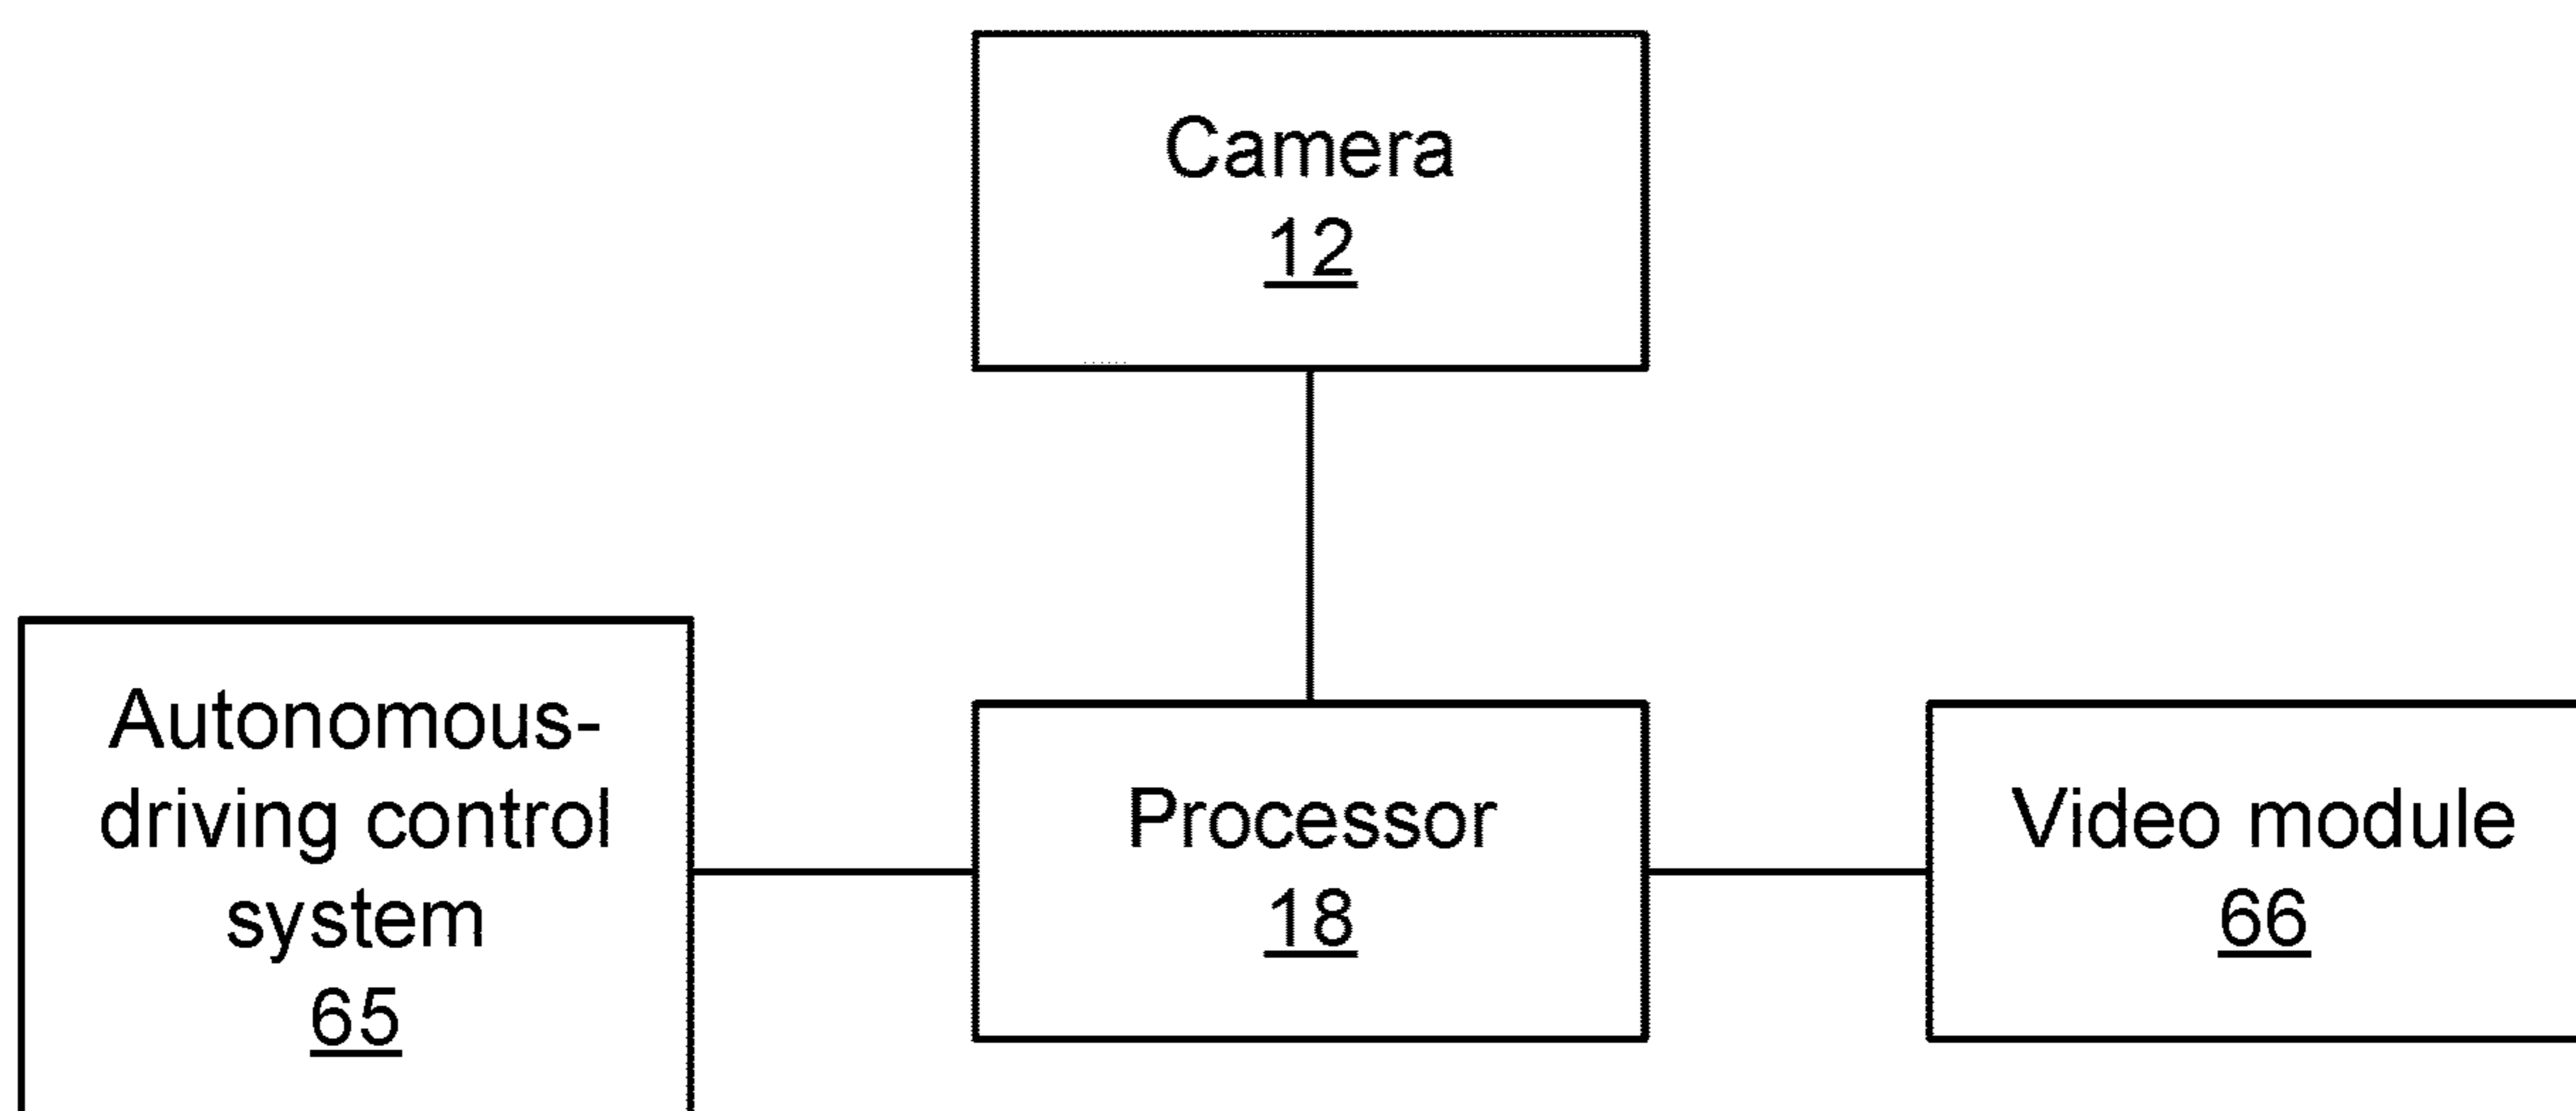 Camera
12
Autonomous-
driving control
system
65
Processor
18
Video module
66